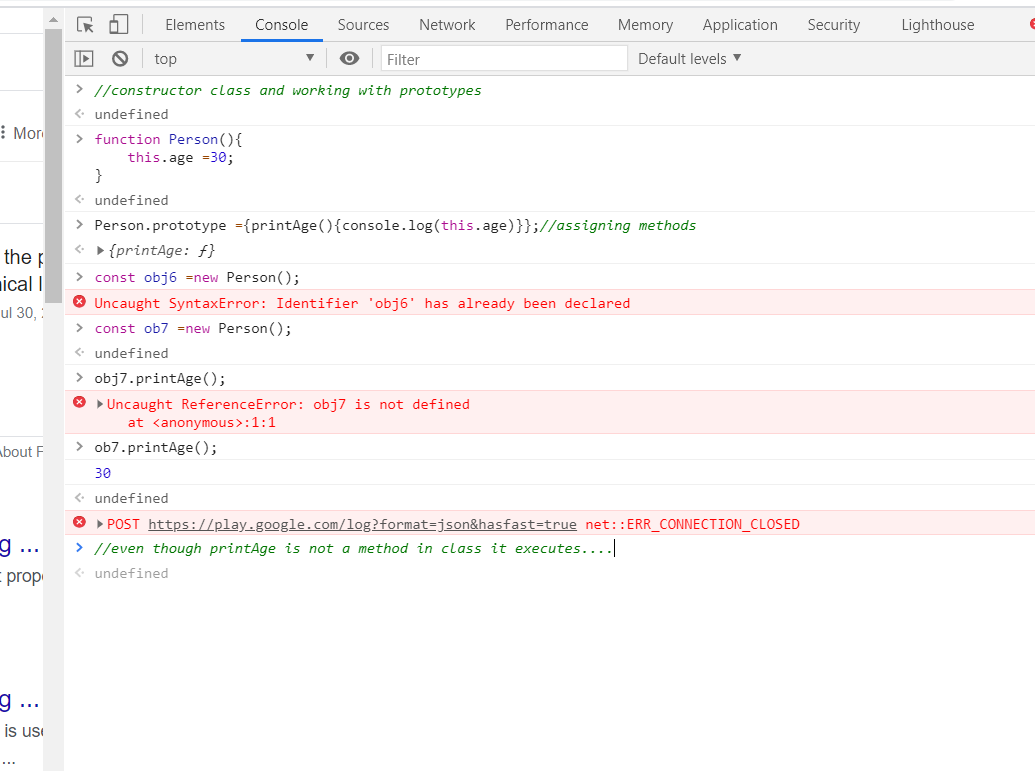 Elements Console Sources Network Performance Memory Application Security Lighthouse
top Filter Default levels
//constructor class and working with prototypes
undefined
More
function Person(){
this.age =30;
}
undefined
Person.prototype ={printAge(){console.log(this.age)}};//assigning methods
{printAge: ƒ}
the p
const obj6 =new Person();
nical l
Uncaught SyntaxError: Identifier 'obj6' has already been declared
ul 30,
const ob7 =new Person();
undefined
obj7.printAge();
Uncaught ReferenceError: obj7 is not defined
at <anonymous>:1:1
ob7.printAge();
About F
30
undefined
POST https://play.google.com/log?format=json&hasfast=true net::ERR_CONNECTION_CLOSED
//even though printAge is not a method in class it executes....
g ...
undefined
t prope
g ...
is use
...